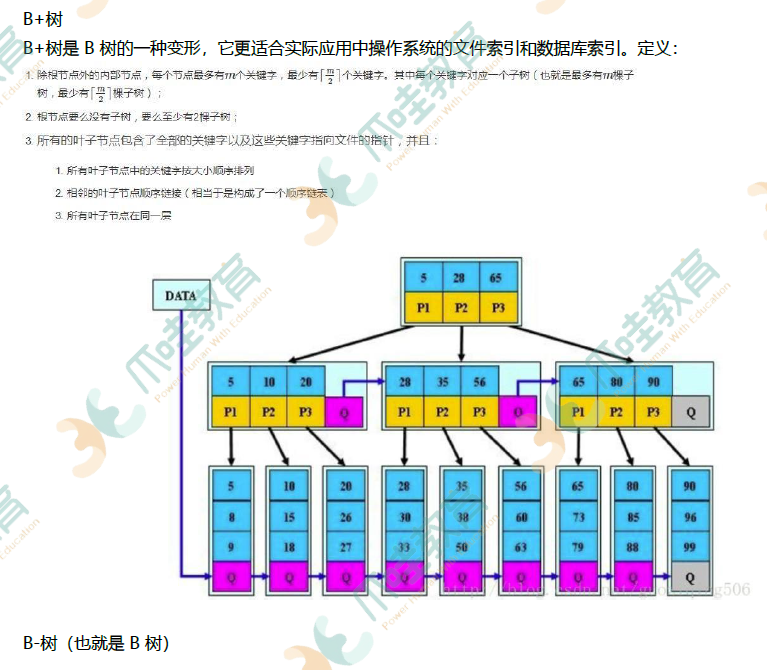 B+树
B+树是 B 树的一种变形，它更适合实际应用中操作系统的文件索引和数据库索引。定义：
1. 除根节点外的内部节点，每个节点最多有m个关键字，最少有⌈m/2⌉个关键字。其中每个关键字对应一个子树（也就是最多有m棵子
树，最少有⌈m/2⌉棵子树）；
2. 根节点要么没有子树，要么至少有2棵子树；
3. 所有的叶子节点包含了全部的关键字以及这些关键字指向文件的指针，并且：
1. 所有叶子节点中的关键字按大小顺序排列
2. 相邻的叶子节点顺序链接（相当于是构成了一个顺序链表）
3. 所有叶子节点在同一层
DATA
5 28 65
P1 P2 P3
5 10 20 28 35 56 65 80 90
P1 P2 P3 Q P1 P2 P3 Q P1 P2 P3 Q
5 10 20 28 35 56 65 80 90
8 15 26 30 38 60 73 85 96
9 18 27 33 50 63 79 88 99
Q Q Q Q Q Q Q Q Q
爪哇教育
Power Human With Education
B-树（也就是 B 树）